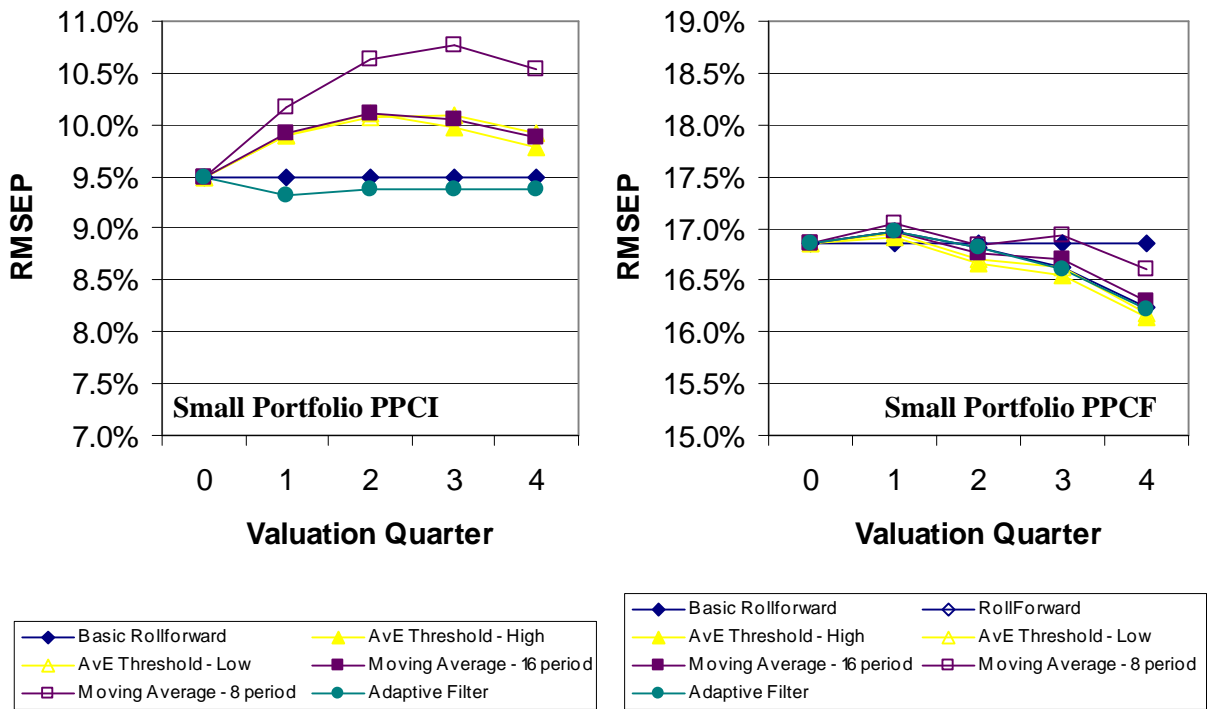 11.0%
10.5%
10.0%
9.5%
9.0%
8.5%
8.0%
7.5%
7.0%
RMSEP
Small Portfolio PPCI
0 1 2 3 4
Valuation Quarter
Basic Rollforward
AvE Threshold - High
AvE Threshold - Low
Moving Average - 16 period
Moving Average - 8 period
Adaptive Filter
19.0%
18.5%
18.0%
17.5%
17.0%
16.5%
16.0%
15.5%
15.0%
RMSEP
Small Portfolio PPCF
0 1 2 3 4
Valuation Quarter
Basic Rollforward
RollForward
AvE Threshold - High
AvE Threshold - Low
Moving Average - 16 period
Moving Average - 8 period
Adaptive Filter